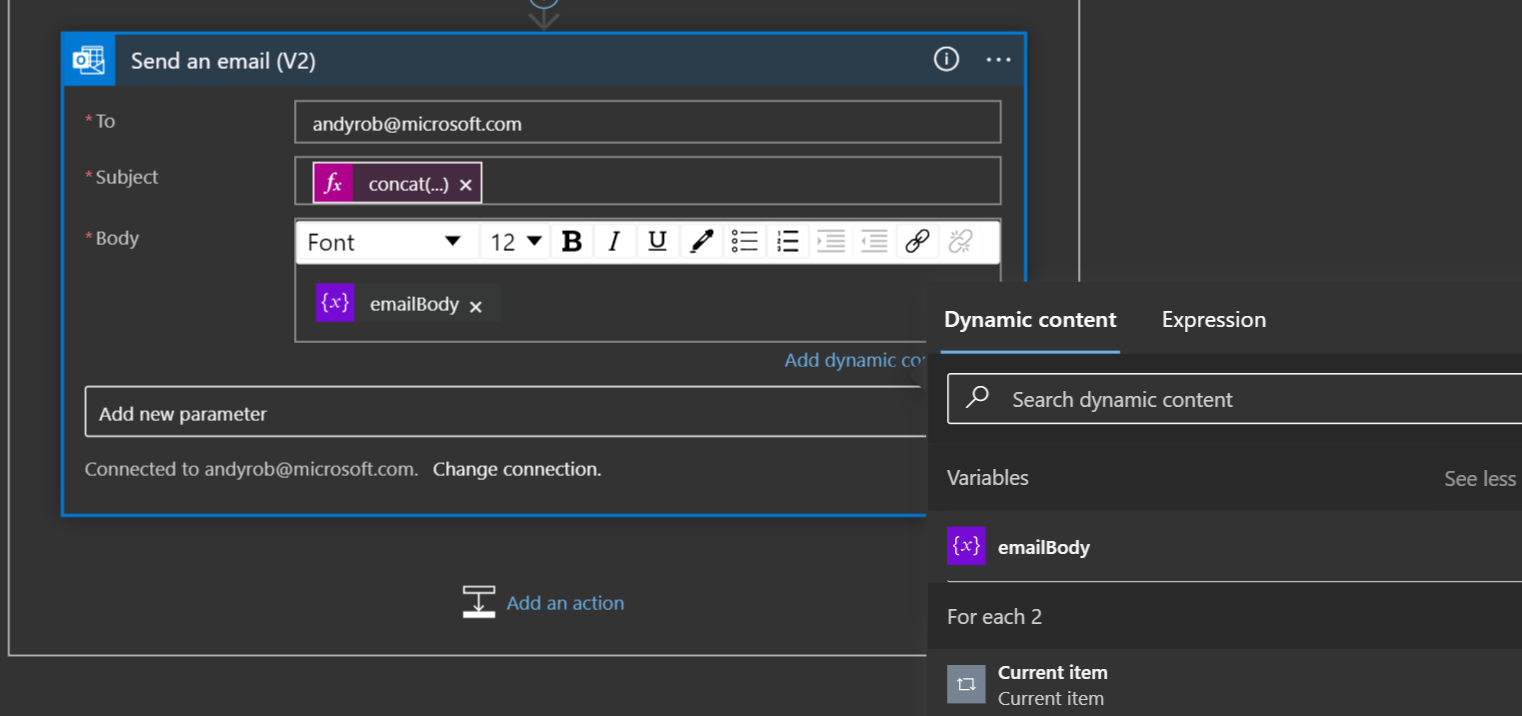 Send an email (V2)
* To
andyrob@microsoft.com
* Subject
fx concat(...) ×
* Body
Font 12 B I U
{x} emailBody ×
Add dynamic co
Add new parameter
Connected to andyrob@microsoft.com. Change connection.
Add an action
Dynamic content Expression
Search dynamic content
Variables See less
{x} emailBody
For each 2
Current item
Current item